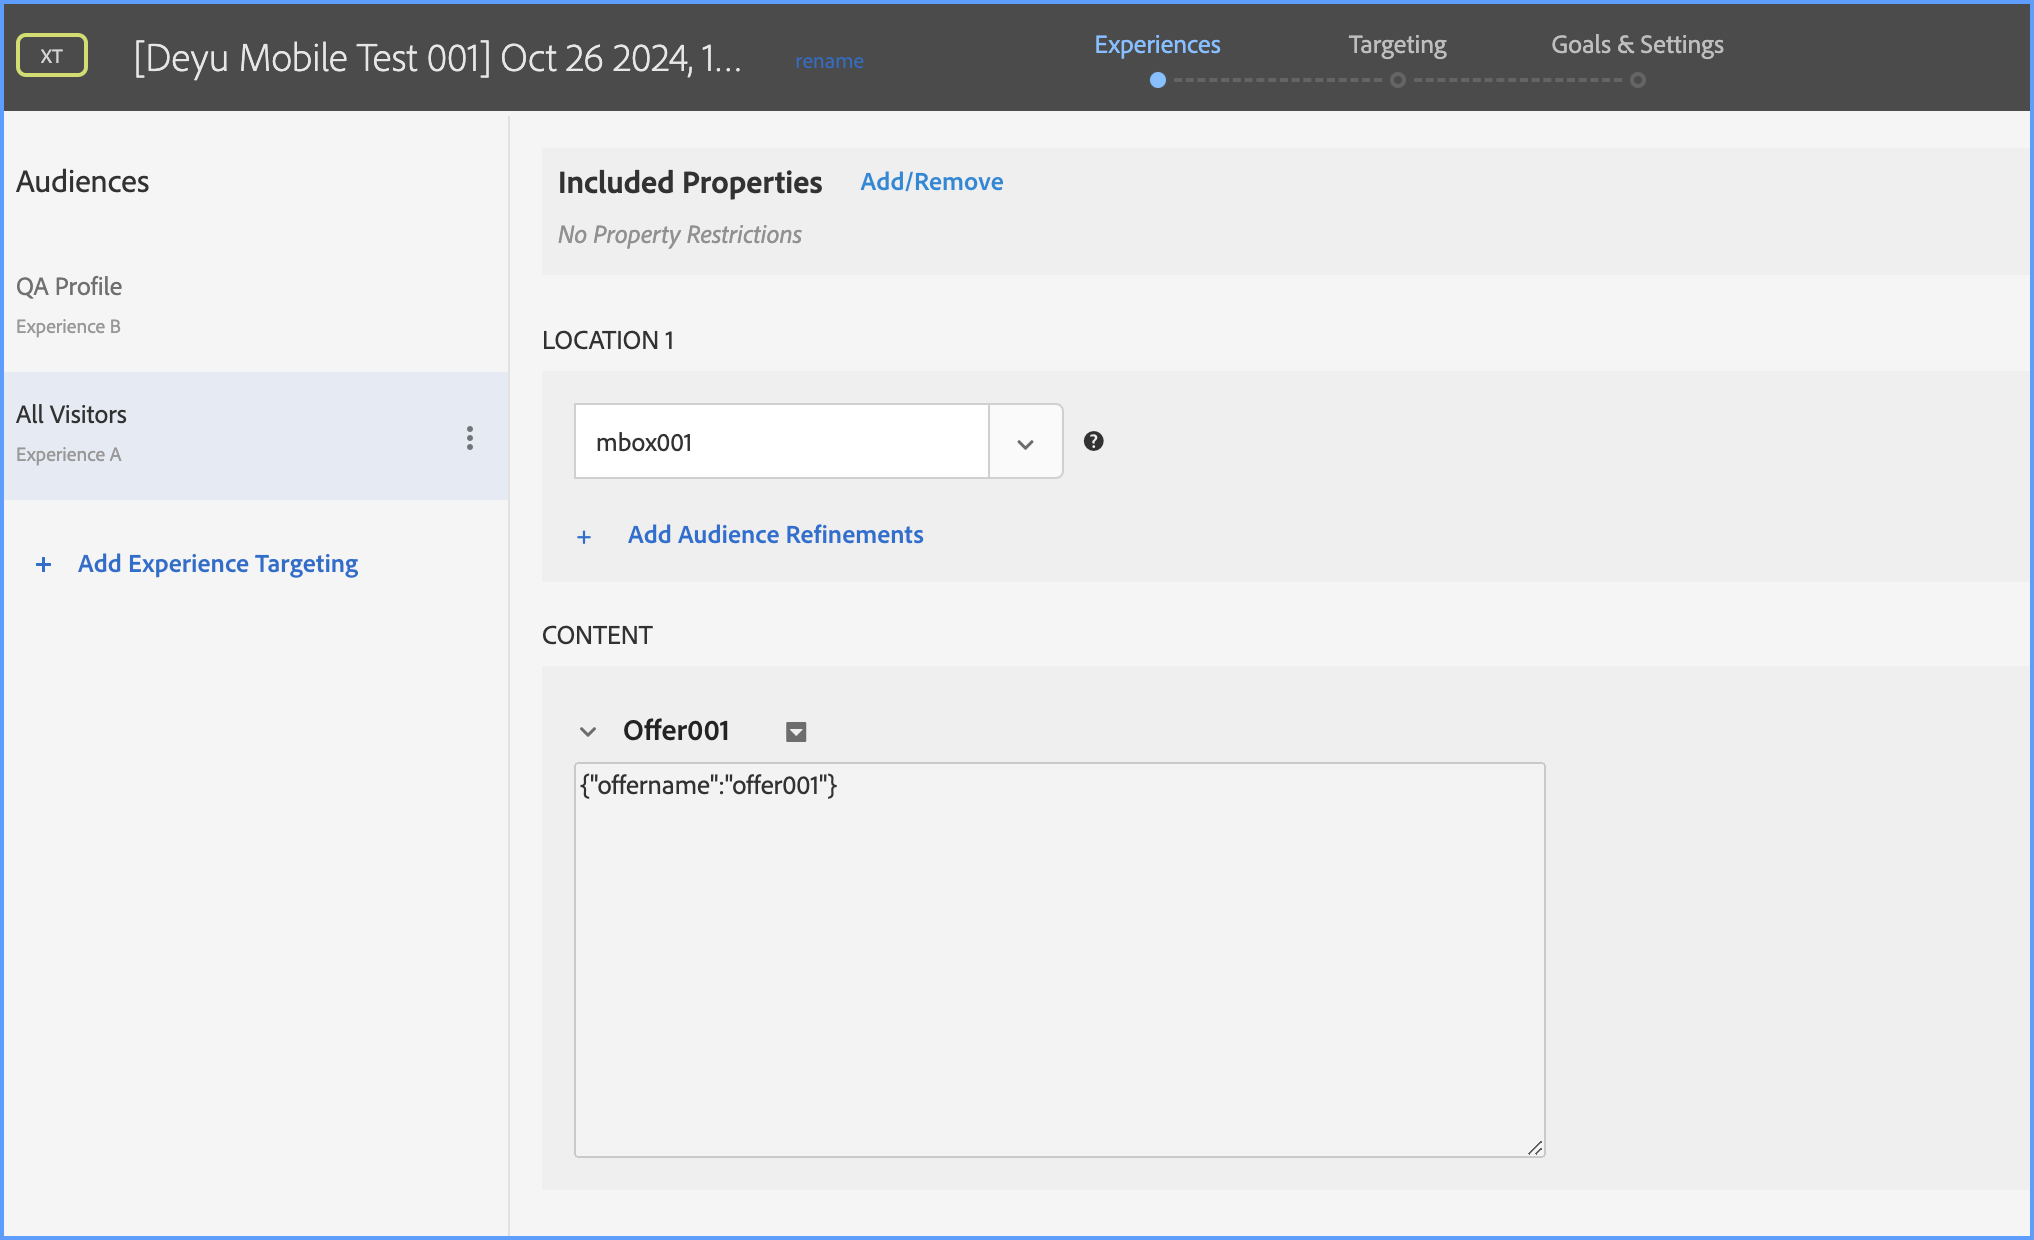 XT
[Deyu Mobile Test 001] Oct 26 2024, 1...
rename
Experiences
Targeting
Goals & Settings
Audiences
QA Profile
Experience B
All Visitors
Experience A
+ Add Experience Targeting
Included Properties Add/Remove
No Property Restrictions
LOCATION 1
mbox001
?
+ Add Audience Refinements
CONTENT
Offer001
{"offername":"offer001"}